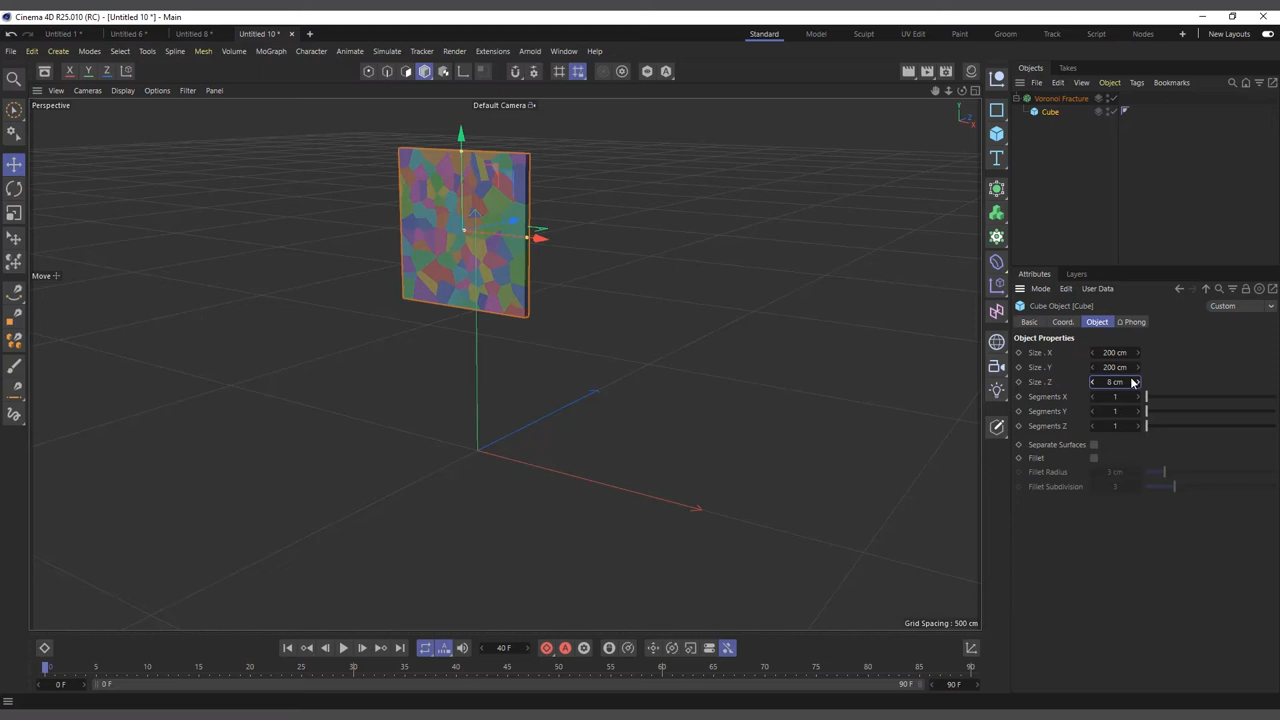 Cinema 4D R25.010 (RC) - [Untitled 10 *] - Main
Untitled 1 * Untitled 6 * Untitled 8 * Untitled 10 * × + Standard Model Sculpt UV Edit Paint Groom Track Script Nodes + New Layouts
File Edit Create Modes Select Tools Spline Mesh Volume MoGraph Character Animate Simulate Tracker Render Extensions Arnold Window Help
X Y Z
Objects Takes
File Edit View Object Tags Bookmarks
View Cameras Display Options Filter Panel
Perspective
Default Camera
Voronoi Fracture
Cube
Y
Z
X
Move
Attributes Layers
Mode Edit User Data
Cube Object [Cube] Custom
Basic Coord. Object Phong
Object Properties
Size . X 200 cm
Size . Y 200 cm
Size . Z 8 cm
Segments X 1
Segments Y 1
Segments Z 1
Separate Surfaces
Fillet
Fillet Radius 3 cm
Fillet Subdivision 3
Grid Spacing : 500 cm
40 F
0 5 10 15 20 25 30 35 40 45 50 55 60 65 70 75 80 85 90
0 F 0 F 90 F 90 F